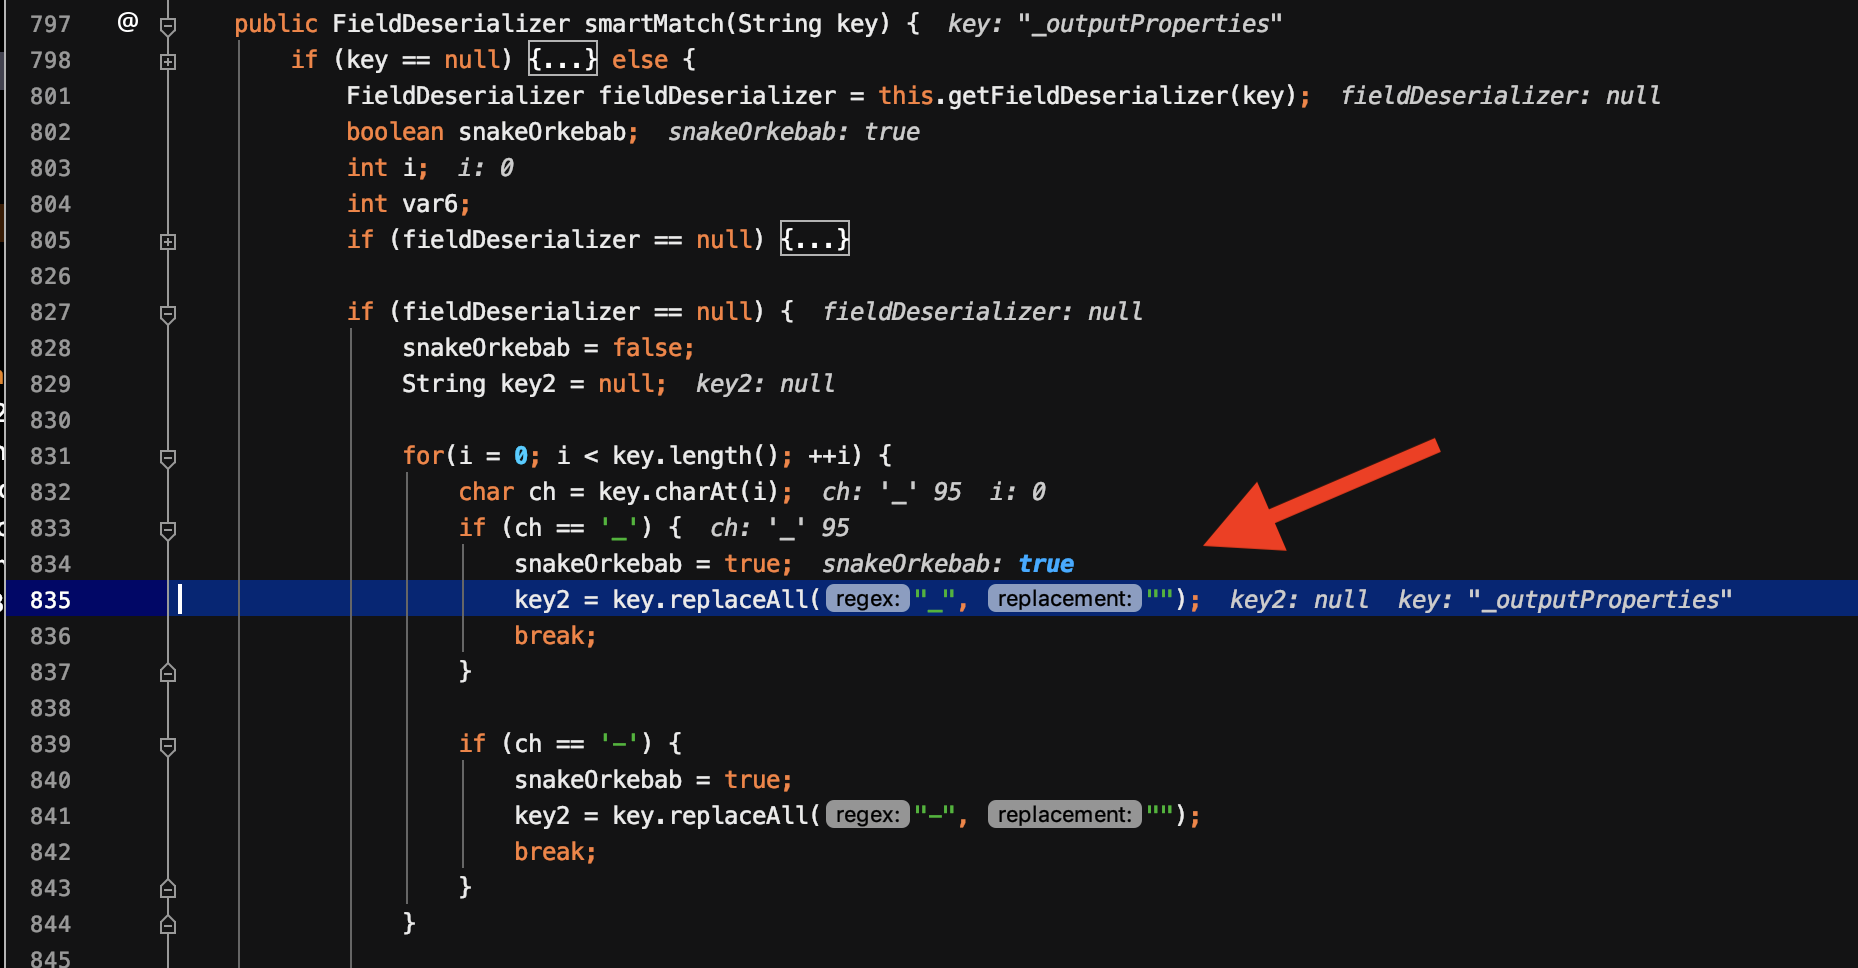 797 @ public FieldDeserializer smartMatch(String key) { key: "_outputProperties"
798 if (key == null) {...} else {
801 FieldDeserializer fieldDeserializer = this.getFieldDeserializer(key); fieldDeserializer: null
802 boolean snakeOrkebab; snakeOrkebab: true
803 int i; i: 0
804 int var6;
805 if (fieldDeserializer == null) {...}
826
827 if (fieldDeserializer == null) { fieldDeserializer: null
828 snakeOrkebab = false;
829 String key2 = null; key2: null
830
831 for(i = 0; i < key.length(); ++i) {
832 char ch = key.charAt(i); ch: '_' 95 i: 0
833 if (ch == '_') { ch: '_' 95
834 snakeOrkebab = true; snakeOrkebab: true
835 key2 = key.replaceAll( regex: "_", replacement: ""); key2: null key: "_outputProperties"
836 break;
837 }
838
839 if (ch == '-') {
840 snakeOrkebab = true;
841 key2 = key.replaceAll( regex: "-", replacement: "");
842 break;
843 }
844 }
845